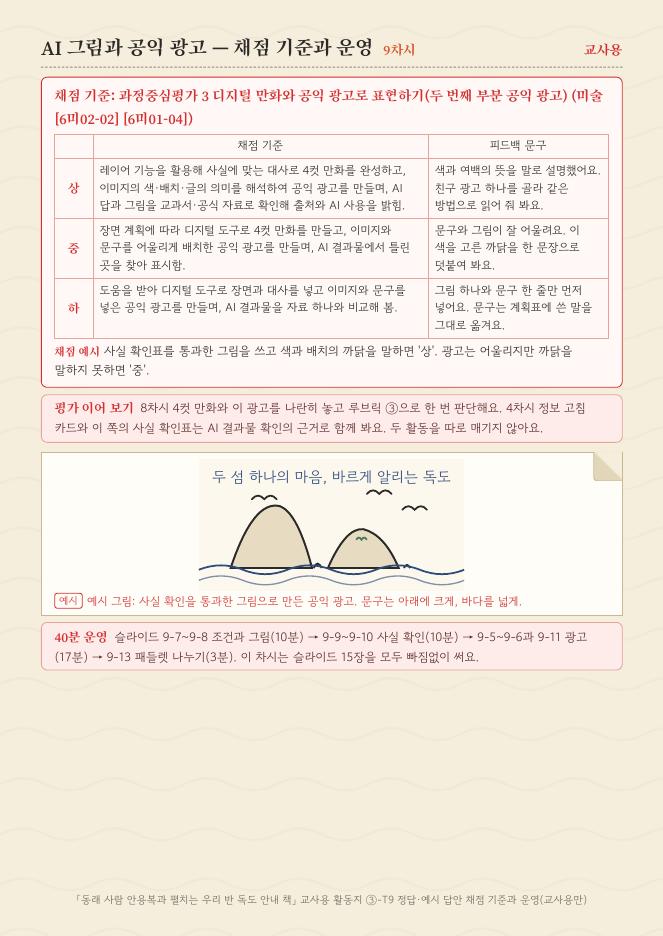 AI 그림과 공익 광고 — 채점 기준과 운영 9차시 교사용
채점 기준: 과정중심평가 3 디지털 만화와 공익 광고로 표현하기(두 번째 부분 공익 광고) (미술
[6미02-02] [6미01-04])
채점 기준 피드백 문구
상
레이어 기능을 활용해 사실에 맞는 대사로 4컷 만화를 완성하고,
이미지의 색·배치·글의 의미를 해석하여 공익 광고를 만들며, AI
답과 그림을 교과서·공식 자료로 확인해 출처와 AI 사용을 밝힘.
색과 여백의 뜻을 말로 설명했어요.
친구 광고 하나를 골라 같은
방법으로 읽어 줘 봐요.
중
장면 계획에 따라 디지털 도구로 4컷 만화를 만들고, 이미지와
문구를 어울리게 배치한 공익 광고를 만들며, AI 결과물에서 틀린
곳을 찾아 표시함.
문구와 그림이 잘 어울려요. 이
색을 고른 까닭을 한 문장으로
덧붙여 봐요.
하
도움을 받아 디지털 도구로 장면과 대사를 넣고 이미지와 문구를
넣은 공익 광고를 만들며, AI 결과물을 자료 하나와 비교해 봄.
그림 하나와 문구 한 줄만 먼저
넣어요. 문구는 계획표에 쓴 말을
그대로 옮겨요.
채점 예시 사실 확인표를 통과한 그림을 쓰고 색과 배치의 까닭을 말하면 '상'. 광고는 어울리지만 까닭을
말하지 못하면 '중'.
평가 이어 보기 8차시 4컷 만화와 이 광고를 나란히 놓고 루브릭 ③으로 한 번 판단해요. 4차시 정보 고침
카드와 이 쪽의 사실 확인표는 AI 결과물 확인의 근거로 함께 봐요. 두 활동을 따로 매기지 않아요.
두 섬 하나의 마음, 바르게 알리는 독도
예시 예시 그림: 사실 확인을 통과한 그림으로 만든 공익 광고. 문구는 아래에 크게, 바다를 넓게.
40분 운영 슬라이드 9-7~9-8 조건과 그림(10분) → 9-9~9-10 사실 확인(10분) → 9-5~9-6과 9-11 광고
(17분) → 9-13 패들렛 나누기(3분). 이 차시는 슬라이드 15장을 모두 빠짐없이 써요.
「동래 사람 안용복과 펼치는 우리 반 독도 안내 책」 교사용 활동지 ③-T9 정답·예시 답안 채점 기준과 운영(교사용만)